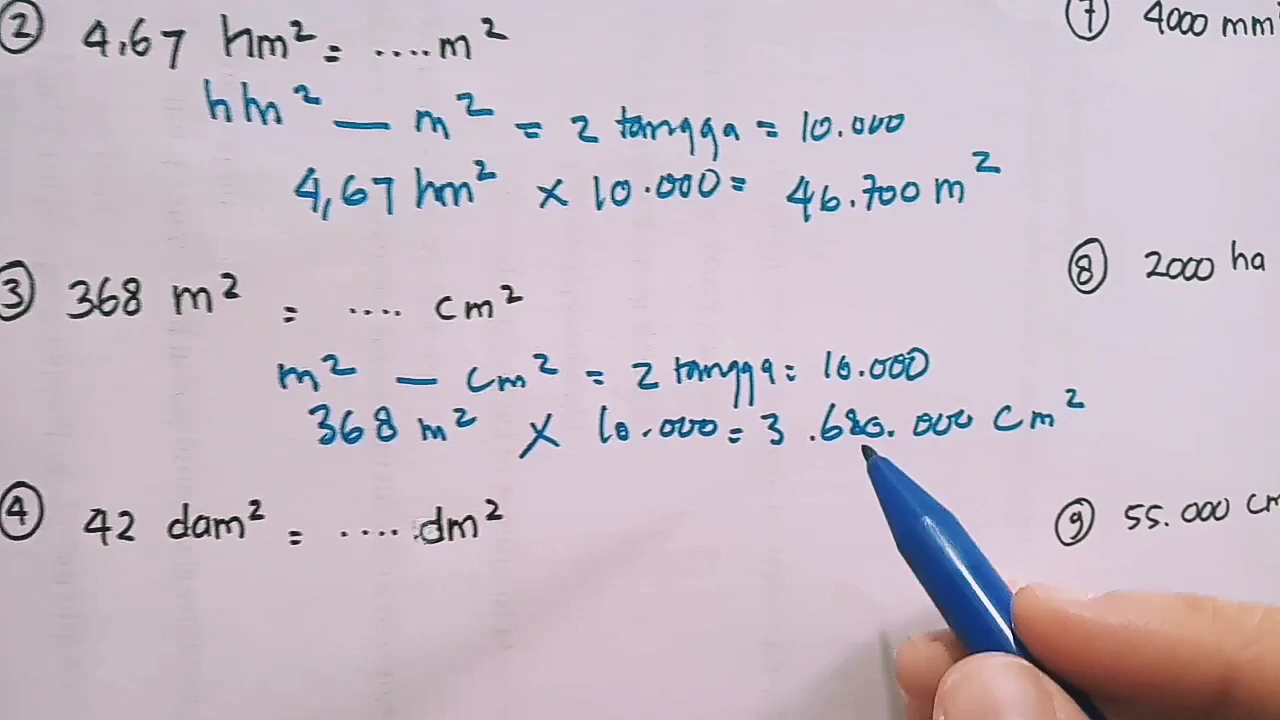 ② 4,67 hm² = ....m²
hm² — m² = 2 tangga = 10.000
4,67 hm² × 10.000 = 46.700 m²
③ 368 m² = .... cm²
m² — cm² = 2 tangga = 10.000
368 m² × 10.000 = 3.680.000 cm²
④ 42 dam² = .... dm²
⑦ 4000 mm²
⑧ 2000 ha
⑨ 55.000 cm